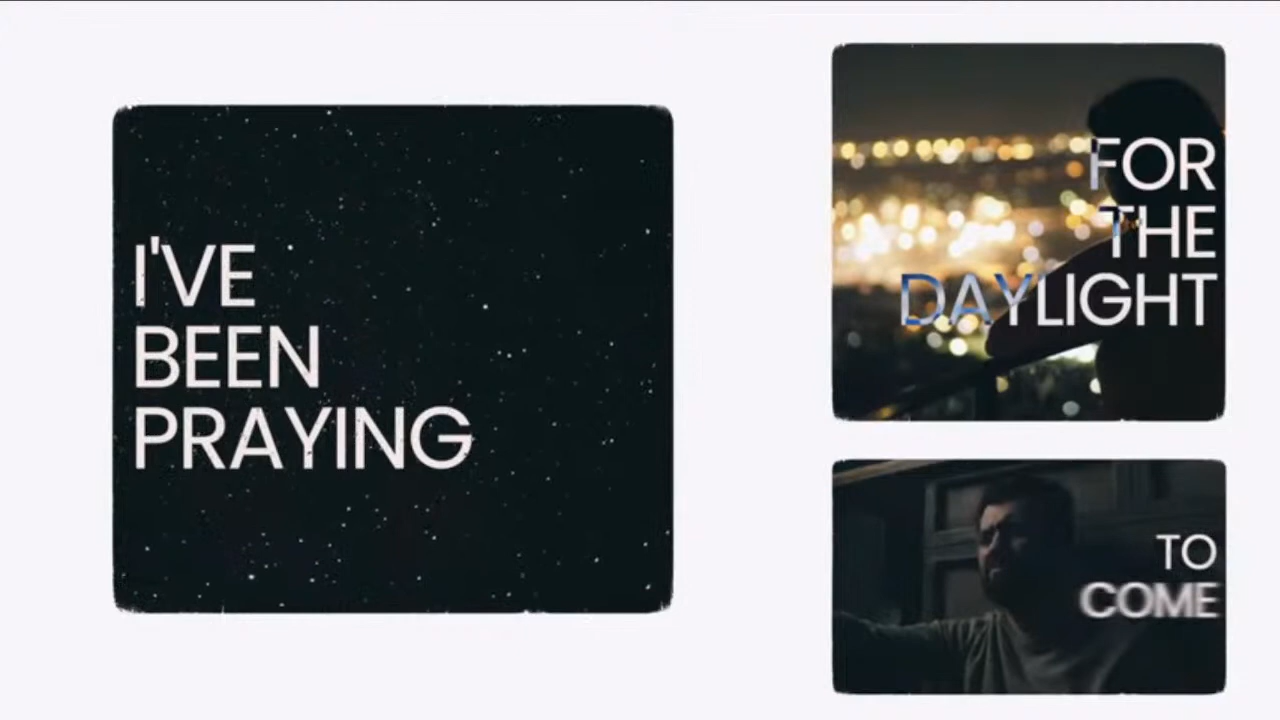 I'VE
BEEN
PRAYING
FOR
THE
DAYLIGHT
TO
COME